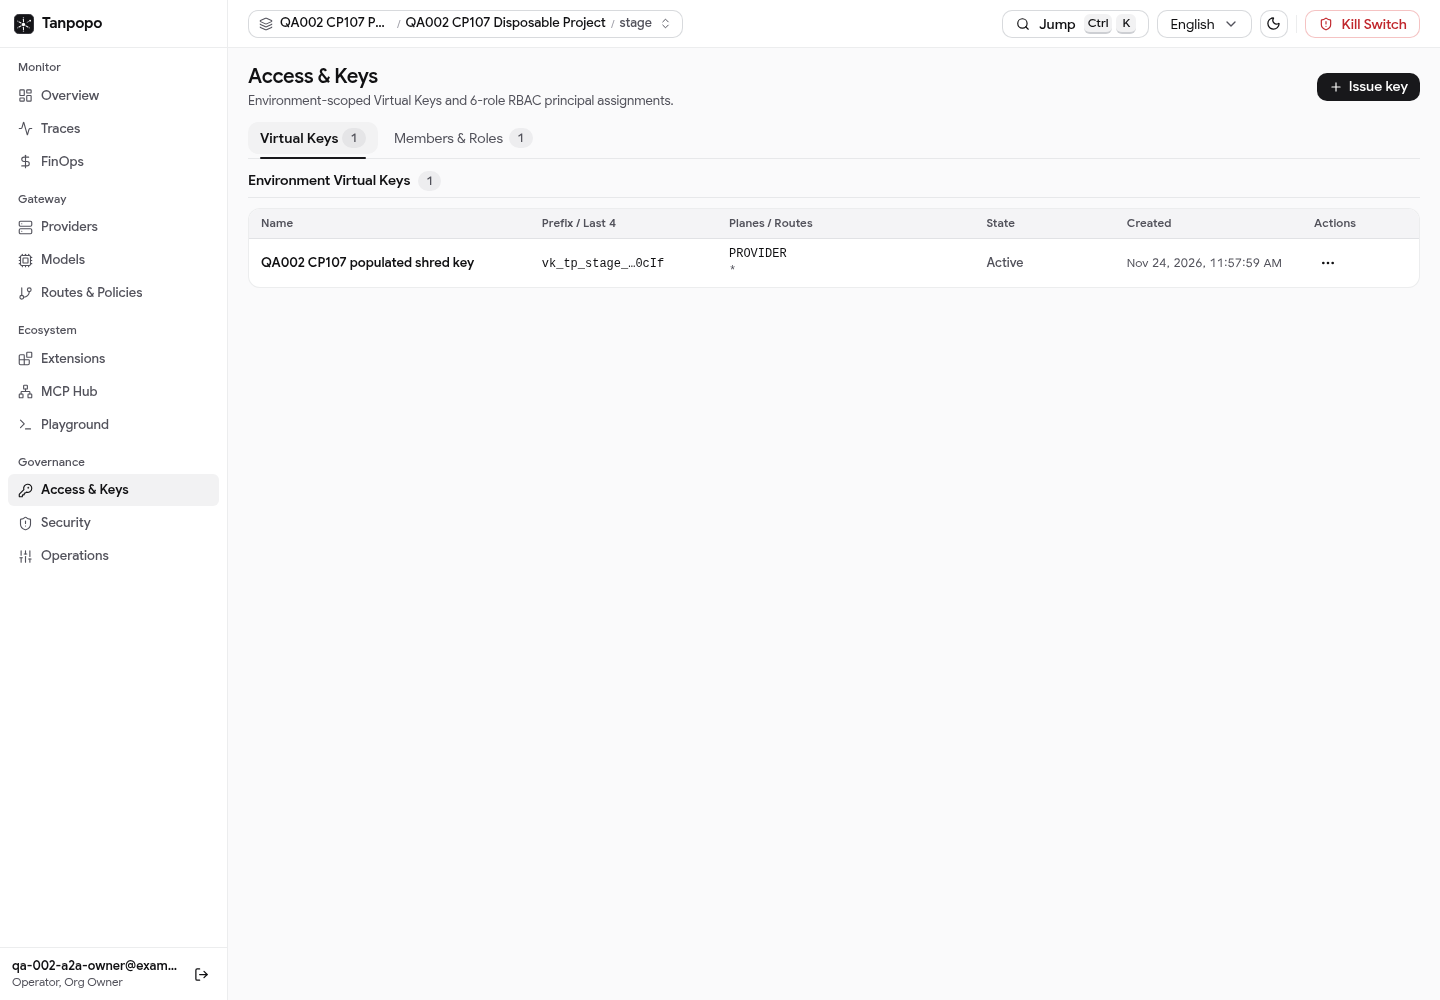 Tanpopo
QA002 CP107 P... / QA002 CP107 Disposable Project / stage
Jump Ctrl K
English
Kill Switch
Monitor
Overview
Traces
FinOps
Gateway
Providers
Models
Routes & Policies
Ecosystem
Extensions
MCP Hub
Playground
Governance
Access & Keys
Security
Operations
qa-002-a2a-owner@exam...
Operator, Org Owner
Access & Keys
Environment-scoped Virtual Keys and 6-role RBAC principal assignments.
Issue key
Virtual Keys 1 Members & Roles 1
Environment Virtual Keys 1
Name Prefix / Last 4 Planes / Routes State Created Actions
QA002 CP107 populated shred key vk_tp_stage_…0cIf PROVIDER Active Nov 24, 2026, 11:57:59 AM
*